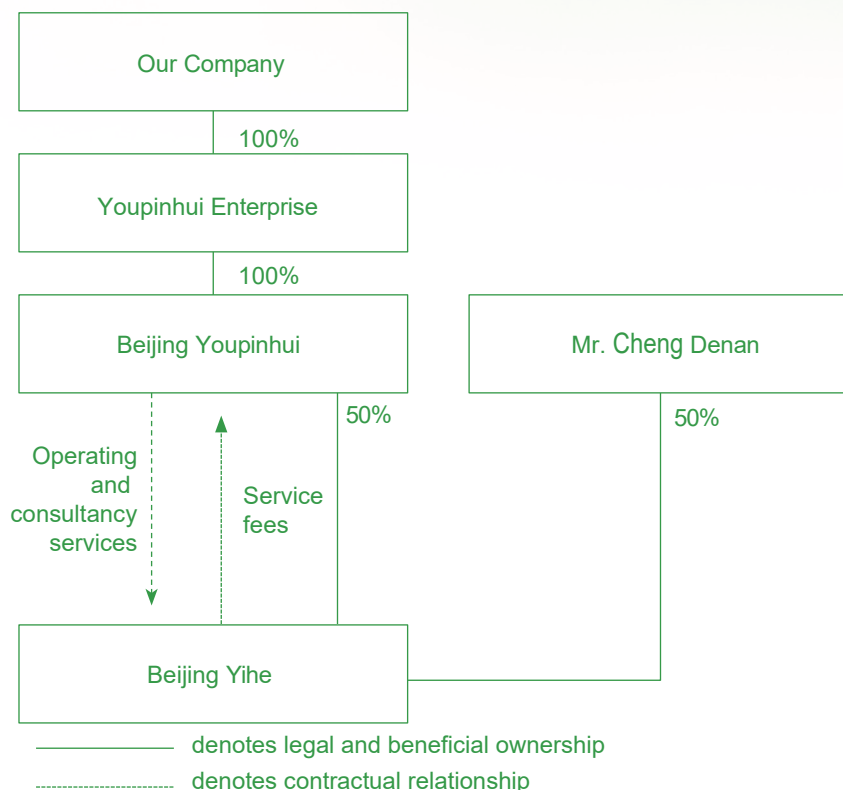 Our Company
100%
Youpinhui Enterprise
100%
Beijing Youpinhui
Mr. Cheng Denan
50%
50%
Operating
and
consultancy
services
Service
fees
Beijing Yihe
denotes legal and beneficial ownership
denotes contractual relationship